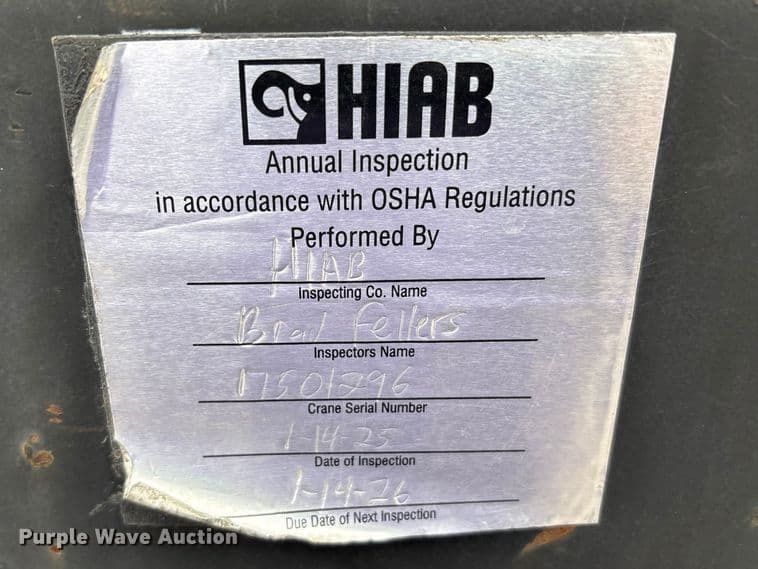 HIAB
Annual Inspection
in accordance with OSHA Regulations
Performed By
HIAB
Inspecting Co. Name
Brad Fellers
Inspectors Name
17501296
Crane Serial Number
1-14-25
Date of Inspection
1-14-26
Due Date of Next Inspection
Purple Wave Auction